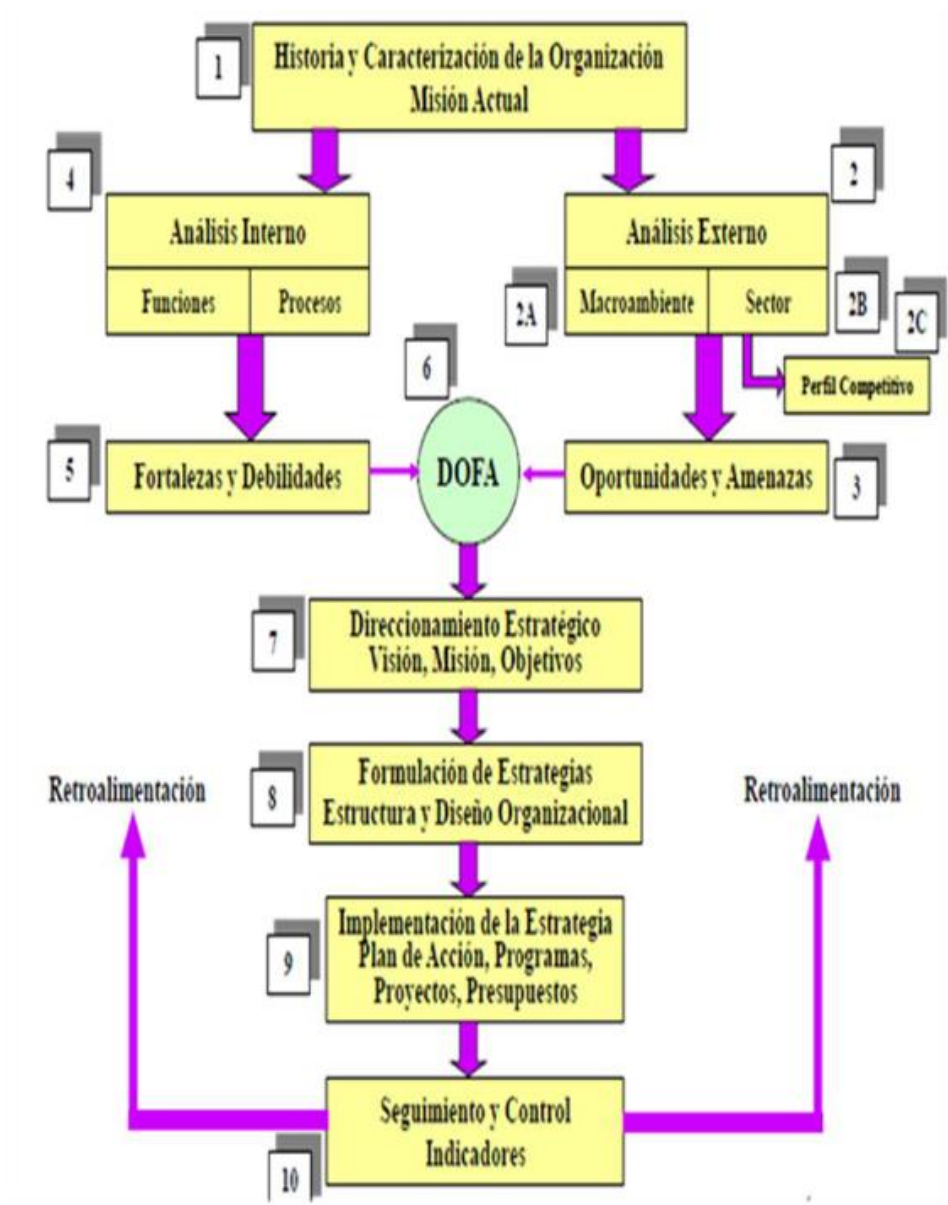 1
Historia y Caracterización de la Organización
Misión Actual
4
2
Análisis Interno
Análisis Externo
Funciones
Procesos
2A
Macroambiente
Sector
2B
2C
6
Perfil Competitivo
5
Fortalezas y Debilidades
DOFA
Oportunidades y Amenazas
3
7
Direccionamiento Estratégico
Visión, Misión, Objetivos
8
Formulación de Estrategias
Estructura y Diseño Organizacional
Retroalimentación
Retroalimentación
9
Implementación de la Estrategia
Plan de Acción, Programas,
Proyectos, Presupuestos
Seguimiento y Control
Indicadores
10